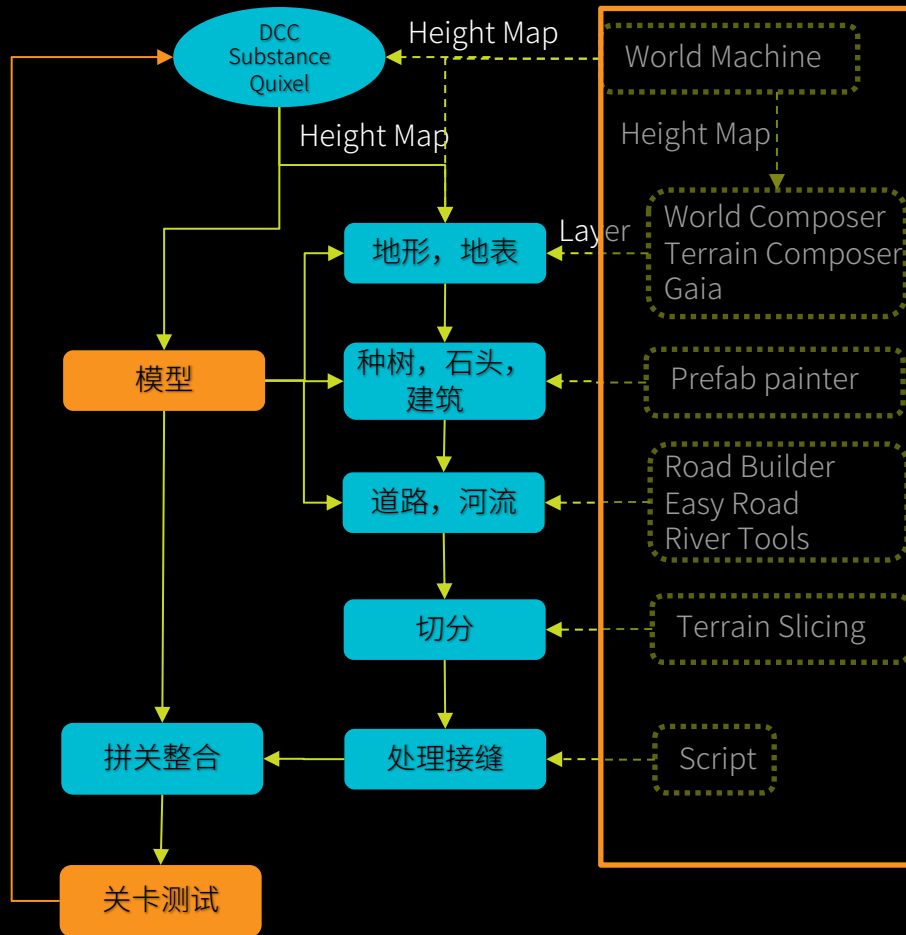 DCC
Substance
Quixel
Height Map
World Machine
Height Map
Height Map
World Composer
Terrain Composer
Gaia
Layer
地形，地表
模型
种树，石头，
建筑
Prefab painter
道路，河流
Road Builder
Easy Road
River Tools
切分
Terrain Slicing
拼关整合
处理接缝
Script
关卡测试